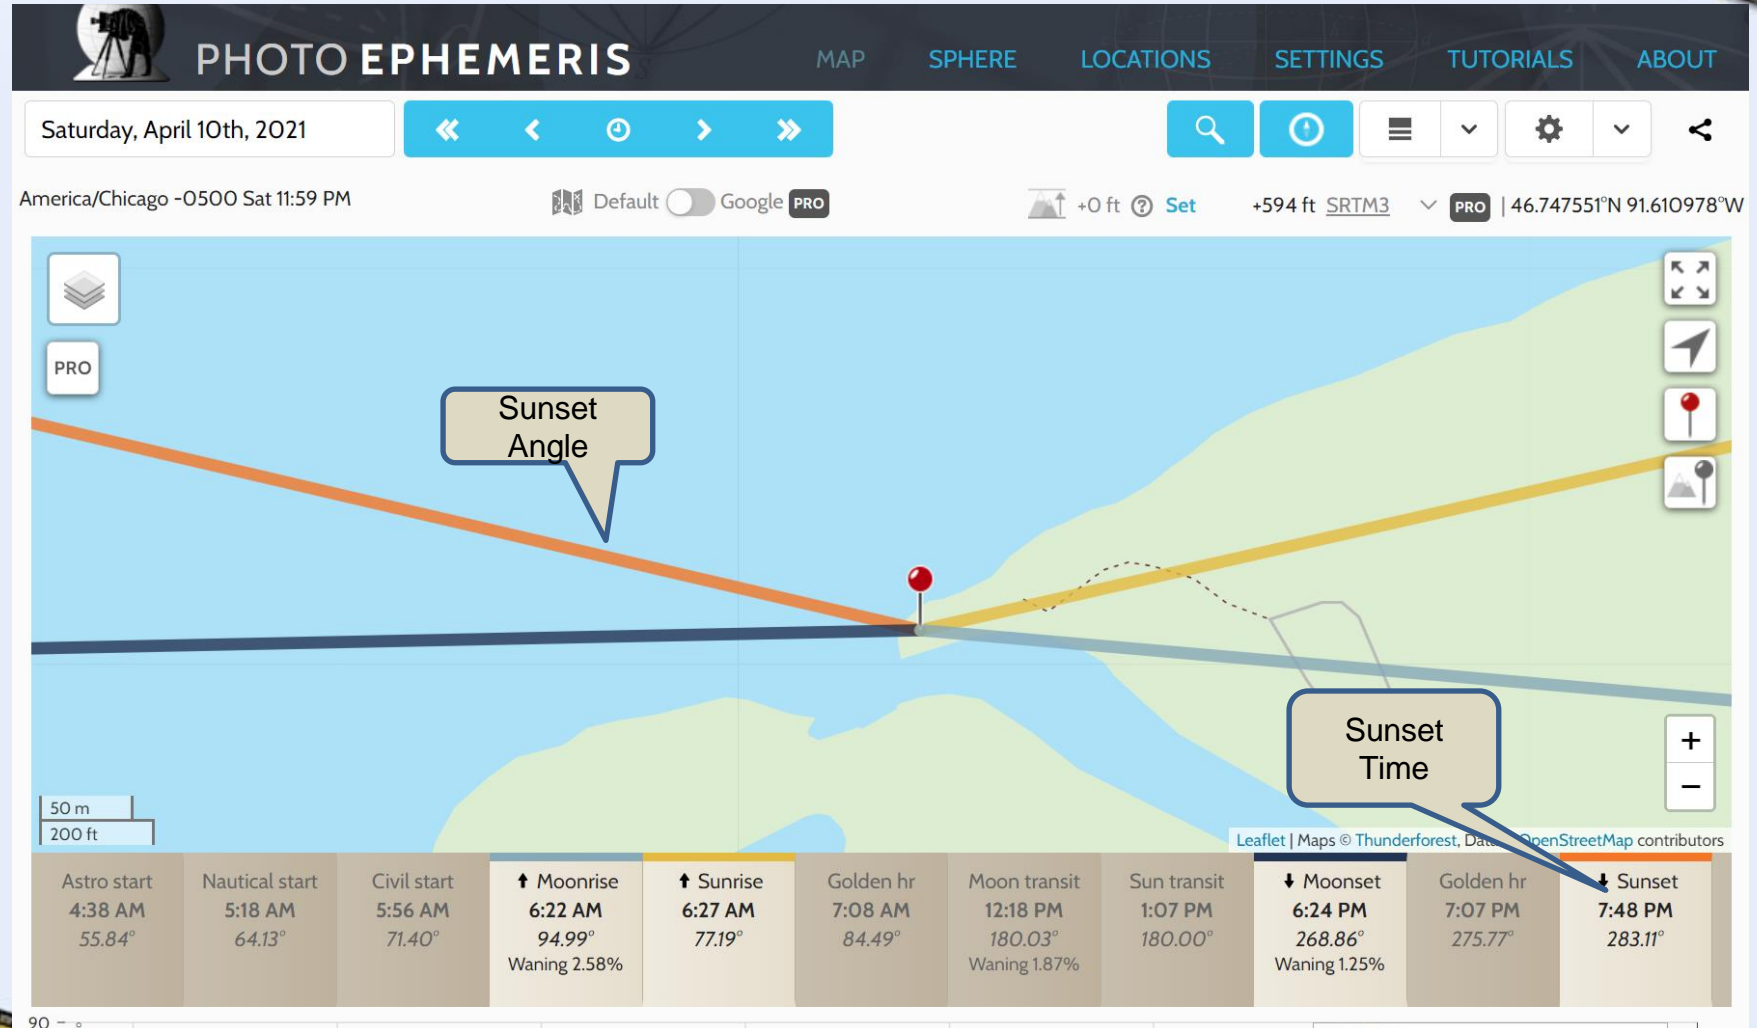 PHOTO EPHEMERIS
MAP SPHERE LOCATIONS SETTINGS TUTORIALS ABOUT
Saturday, April 10th, 2021
America/Chicago -0500 Sat 11:59 PM
Default Google PRO
+0 ft ? Set
+594 ft SRTM3 PRO | 46.747551°N 91.610978°W
PRO
Sunset
Angle
Sunset
Time
+
−
50 m
200 ft
Leaflet | Maps © Thunderforest, Data OpenStreetMap contributors
Astro start
4:38 AM
55.84°
Nautical start
5:18 AM
64.13°
Civil start
5:56 AM
71.40°
Moonrise
6:22 AM
94.99°
Waning 2.58%
Sunrise
6:27 AM
77.19°
Golden hr
7:08 AM
84.49°
Moon transit
12:18 PM
180.03°
Waning 1.87%
Sun transit
1:07 PM
180.00°
Moonset
6:24 PM
268.86°
Waning 1.25%
Golden hr
7:07 PM
275.77°
Sunset
7:48 PM
283.11°
90